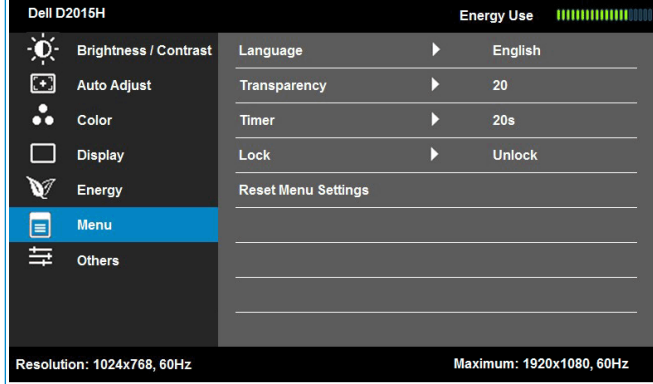 Dell D2015H Energy Use
Brightness / Contrast Language English
Auto Adjust Transparency 20
Color Timer 20s
Display Lock Unlock
Energy Reset Menu Settings
Menu
Others
Resolution: 1024x768, 60Hz Maximum: 1920x1080, 60Hz